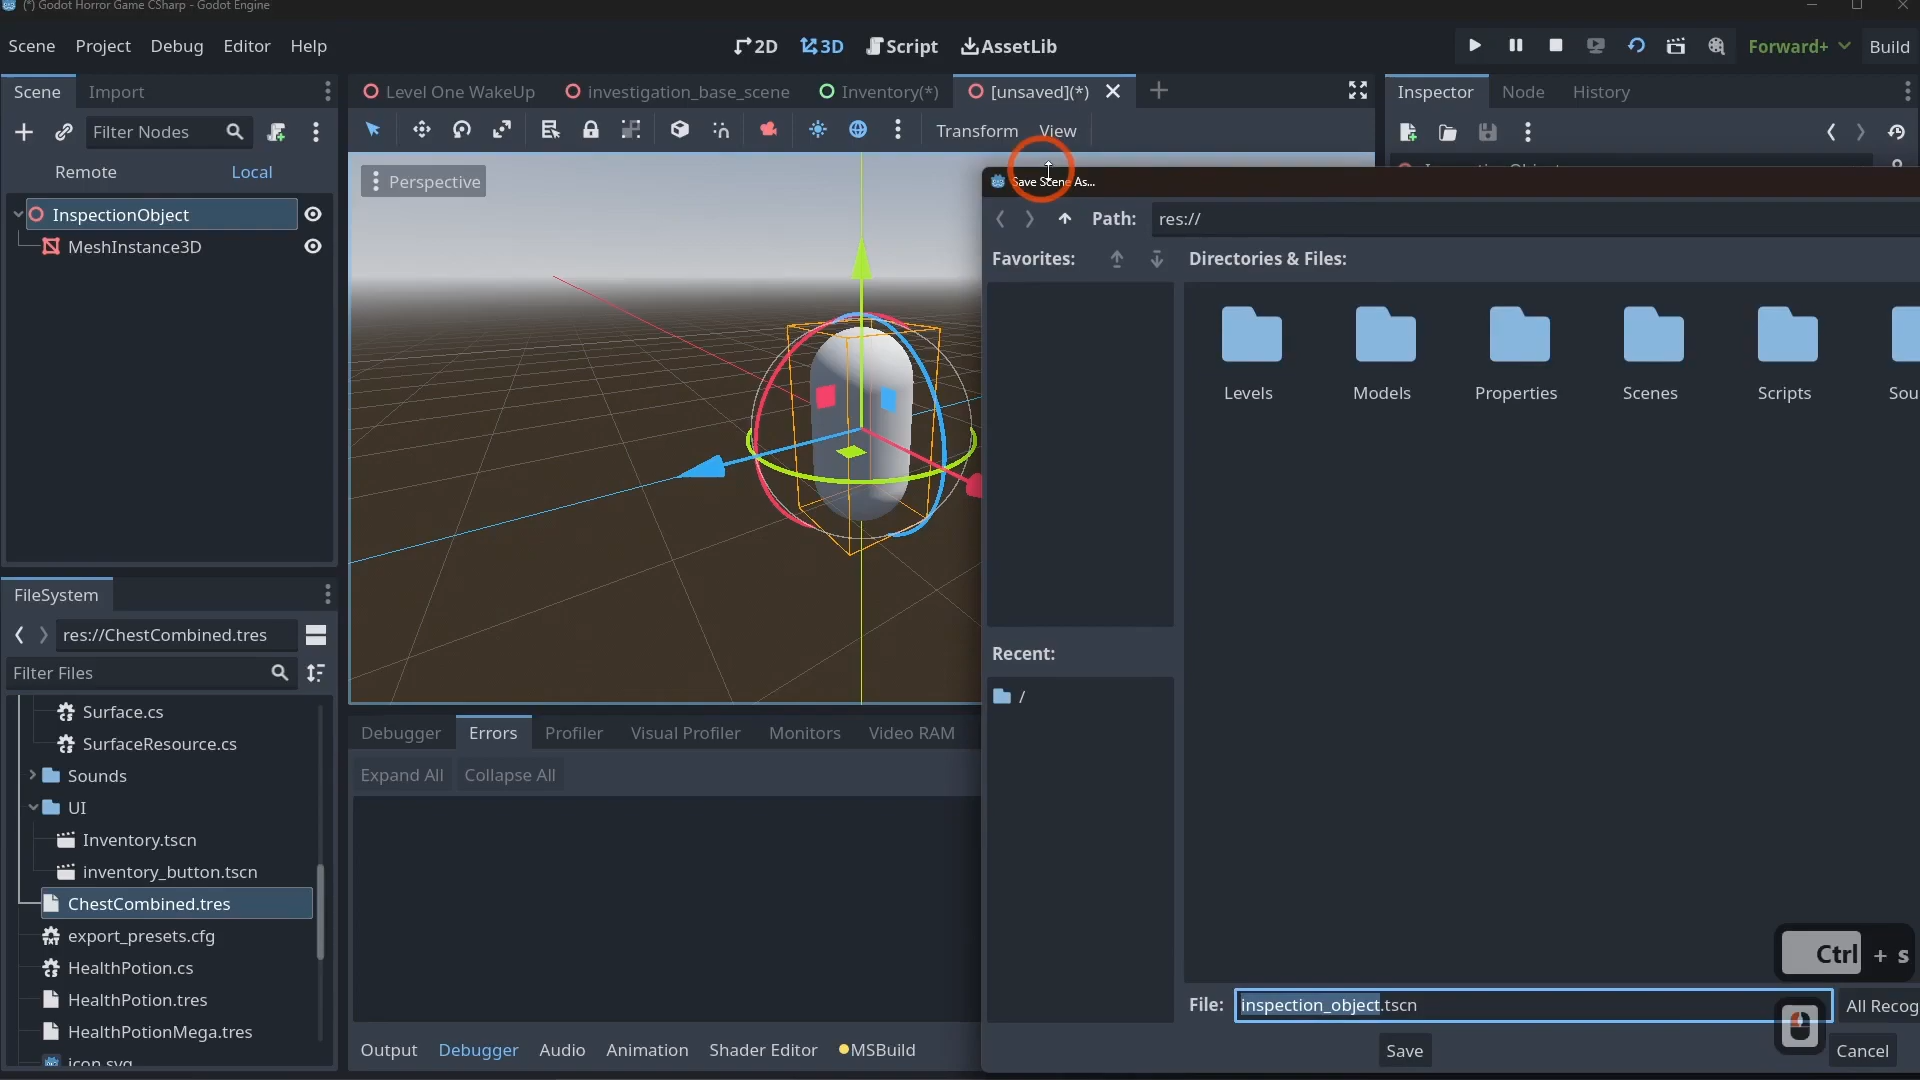 (*) Godot Horror Game CSharp - Godot Engine
Scene Project Debug Editor Help
2D 3D Script AssetLib
Forward+ Build
Scene Import
Level One WakeUp investigation_base_scene Inventory(*) [unsaved](*)
Inspector Node History
Filter Nodes
Transform View
Remote Local
Perspective
InspectionObject
MeshInstance3D
Save Scene As...
Path: res://
Favorites: Directories & Files:
Levels Models Properties Scenes Scripts Sou
FileSystem
res://ChestCombined.tres
Filter Files
Recent:
/
Surface.cs
SurfaceResource.cs
Sounds
UI
Inventory.tscn
inventory_button.tscn
ChestCombined.tres
export_presets.cfg
HealthPotion.cs
HealthPotion.tres
HealthPotionMega.tres
icon.svg
Debugger Errors Profiler Visual Profiler Monitors Video RAM
Expand All Collapse All
Ctrl + s
File: inspection_object.tscn All Recog
Output Debugger Audio Animation Shader Editor MSBuild
Save Cancel